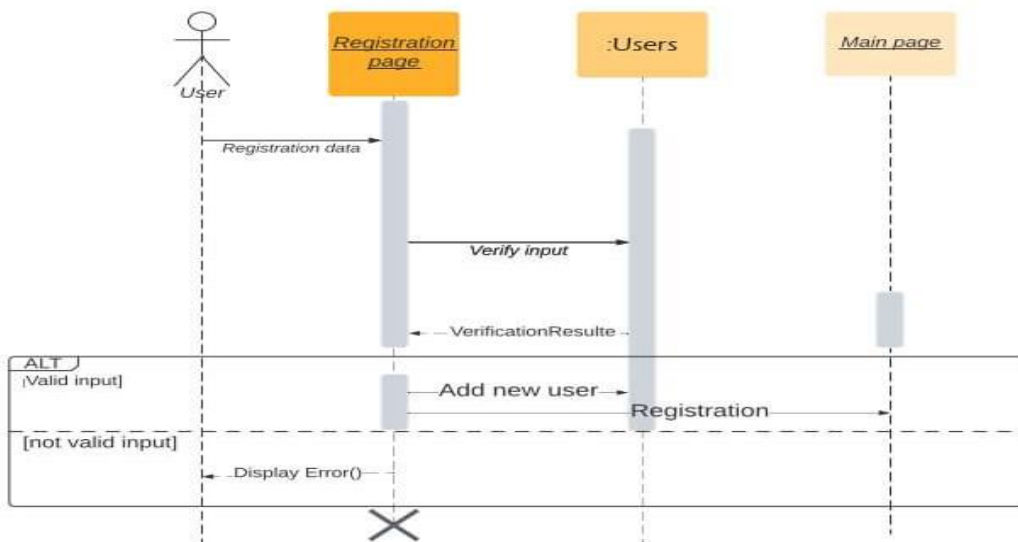 Registration
page
:Users
Main page
User
Registration data
Verify input
VerificationResulte
ALT
Valid input]
Add new user
Registration
[not valid input]
Display Error()